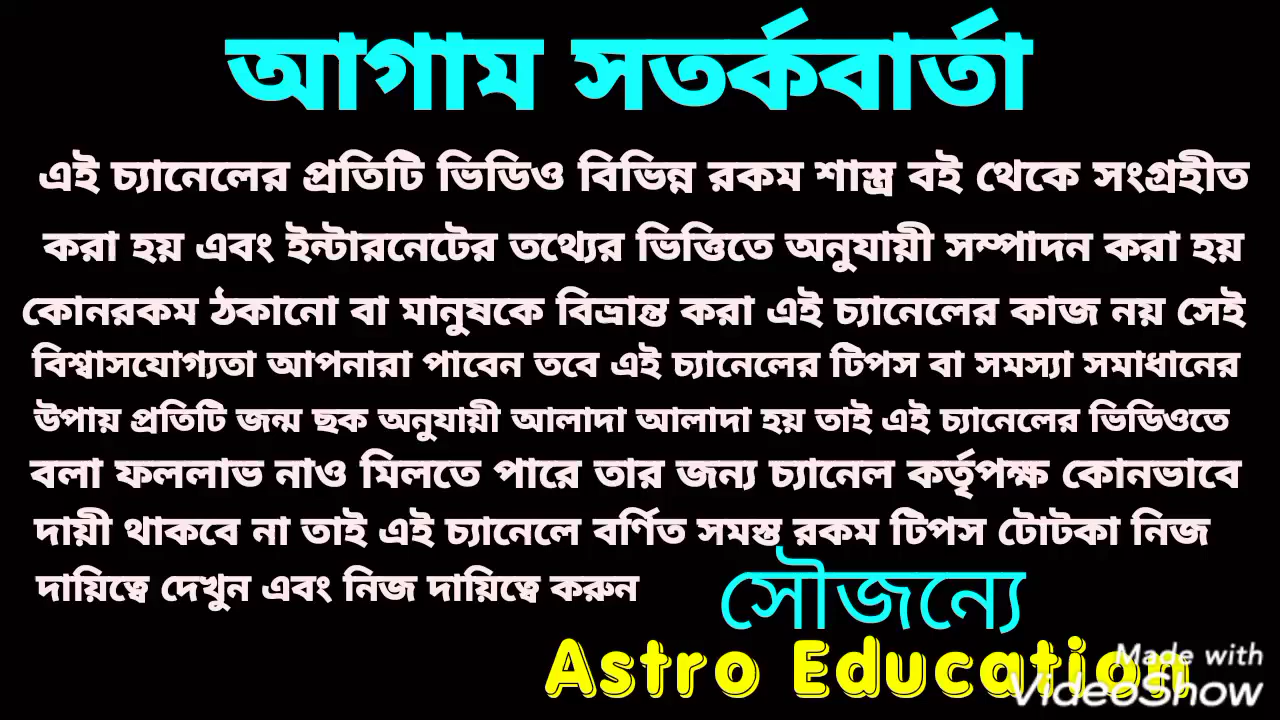 আগাম সতর্কবার্তা
এই চ্যানেলের প্রতিটি ভিডিও বিভিন্ন রকম শাস্ত্র বই থেকে সংগ্রহীত
করা হয় এবং ইন্টারনেটের তথ্যের ভিত্তিতে অনুযায়ী সম্পাদন করা হয়
কোনরকম ঠকানো বা মানুষকে বিভ্রান্ত করা এই চ্যানেলের কাজ নয় সেই
বিশ্বাসযোগ্যতা আপনারা পাবেন তবে এই চ্যানেলের টিপস বা সমস্যা সমাধানের
উপায় প্রতিটি জন্ম ছক অনুযায়ী আলাদা আলাদা হয় তাই এই চ্যানেলের ভিডিওতে
বলা ফললাভ নাও মিলতে পারে তার জন্য চ্যানেল কর্তৃপক্ষ কোনভাবে
দায়ী থাকবে না তাই এই চ্যানেলে বর্ণিত সমস্ত রকম টিপস টোটকা নিজ
দায়িত্বে দেখুন এবং নিজ দায়িত্বে করুন
সৌজন্যে
Astro Education
Made with
VideoShow